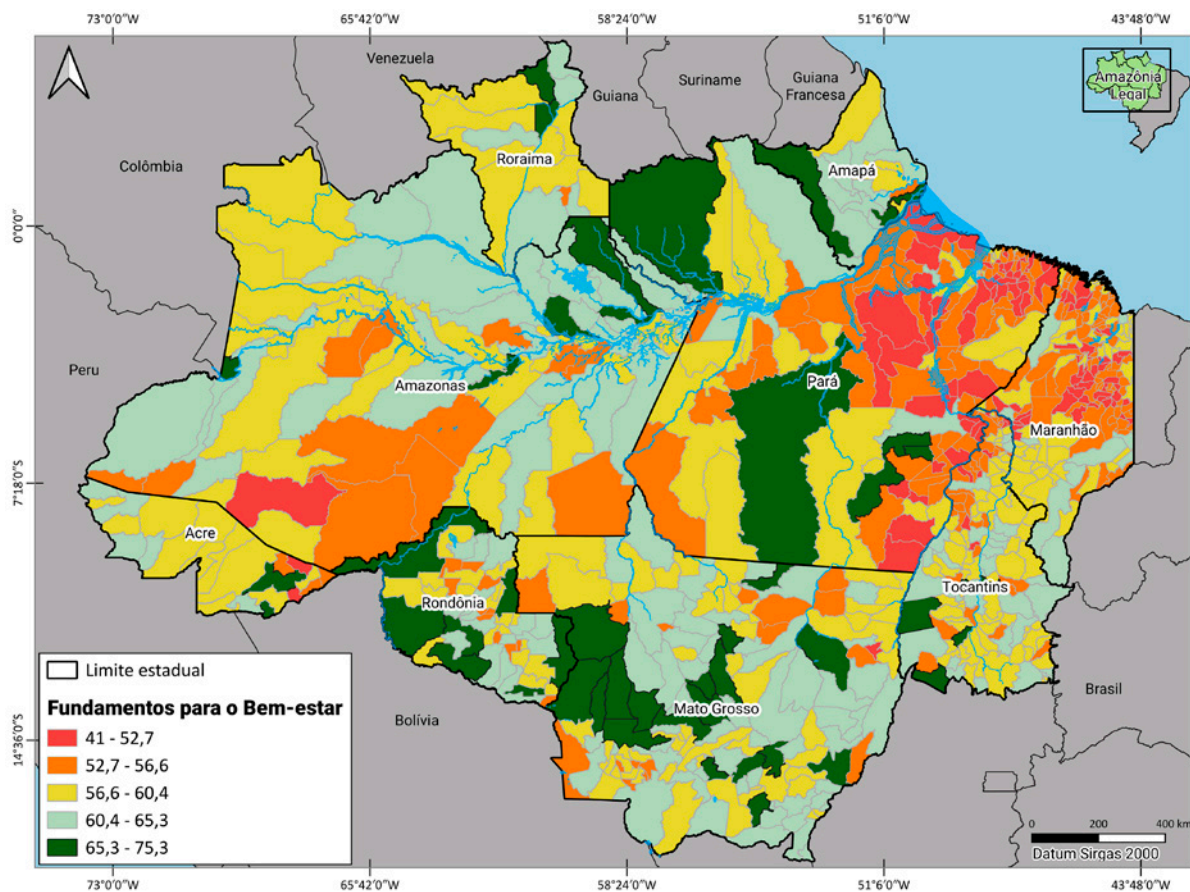 73°0'0"W 65°42'0"W 58°24'0"W 51°6'0"W 43°48'0"W
Venezuela
Suriname
Guiana
Francesa
Guiana
Amazônia
Legal
Colômbia
Roraima
Amapá
0°0'0"
Peru
Amazonas
Pará
Maranhão
7°18'0"S
Acre
Rondônia
Tocantins
Limite estadual
Fundamentos para o Bem-estar
41 - 52,7
52,7 - 56,6
56,6 - 60,4
60,4 - 65,3
65,3 - 75,3
Bolívia
Mato Grosso
Brasil
14°36'0"S
0 200 400 km
Datum Sirgas 2000
73°0'0"W 65°42'0"W 58°24'0"W 51°6'0"W 43°48'0"W